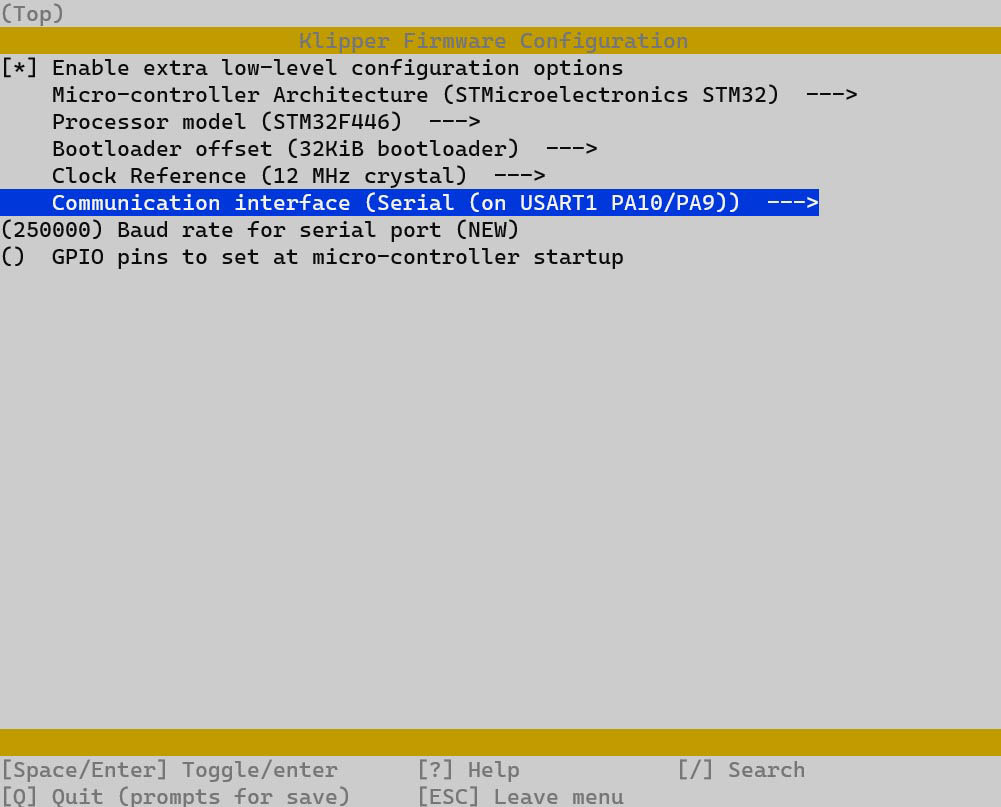 (Top)
Klipper Firmware Configuration
[*] Enable extra low-level configuration options
    Micro-controller Architecture (STMicroelectronics STM32)  --->
    Processor model (STM32F446)  --->
    Bootloader offset (32KiB bootloader)  --->
    Clock Reference (12 MHz crystal)  --->
    Communication interface (Serial (on USART1 PA10/PA9))  --->
(250000) Baud rate for serial port (NEW)
()  GPIO pins to set at micro-controller startup
[Space/Enter] Toggle/enter      [?] Help            [/] Search
[Q] Quit (prompts for save)     [ESC] Leave menu